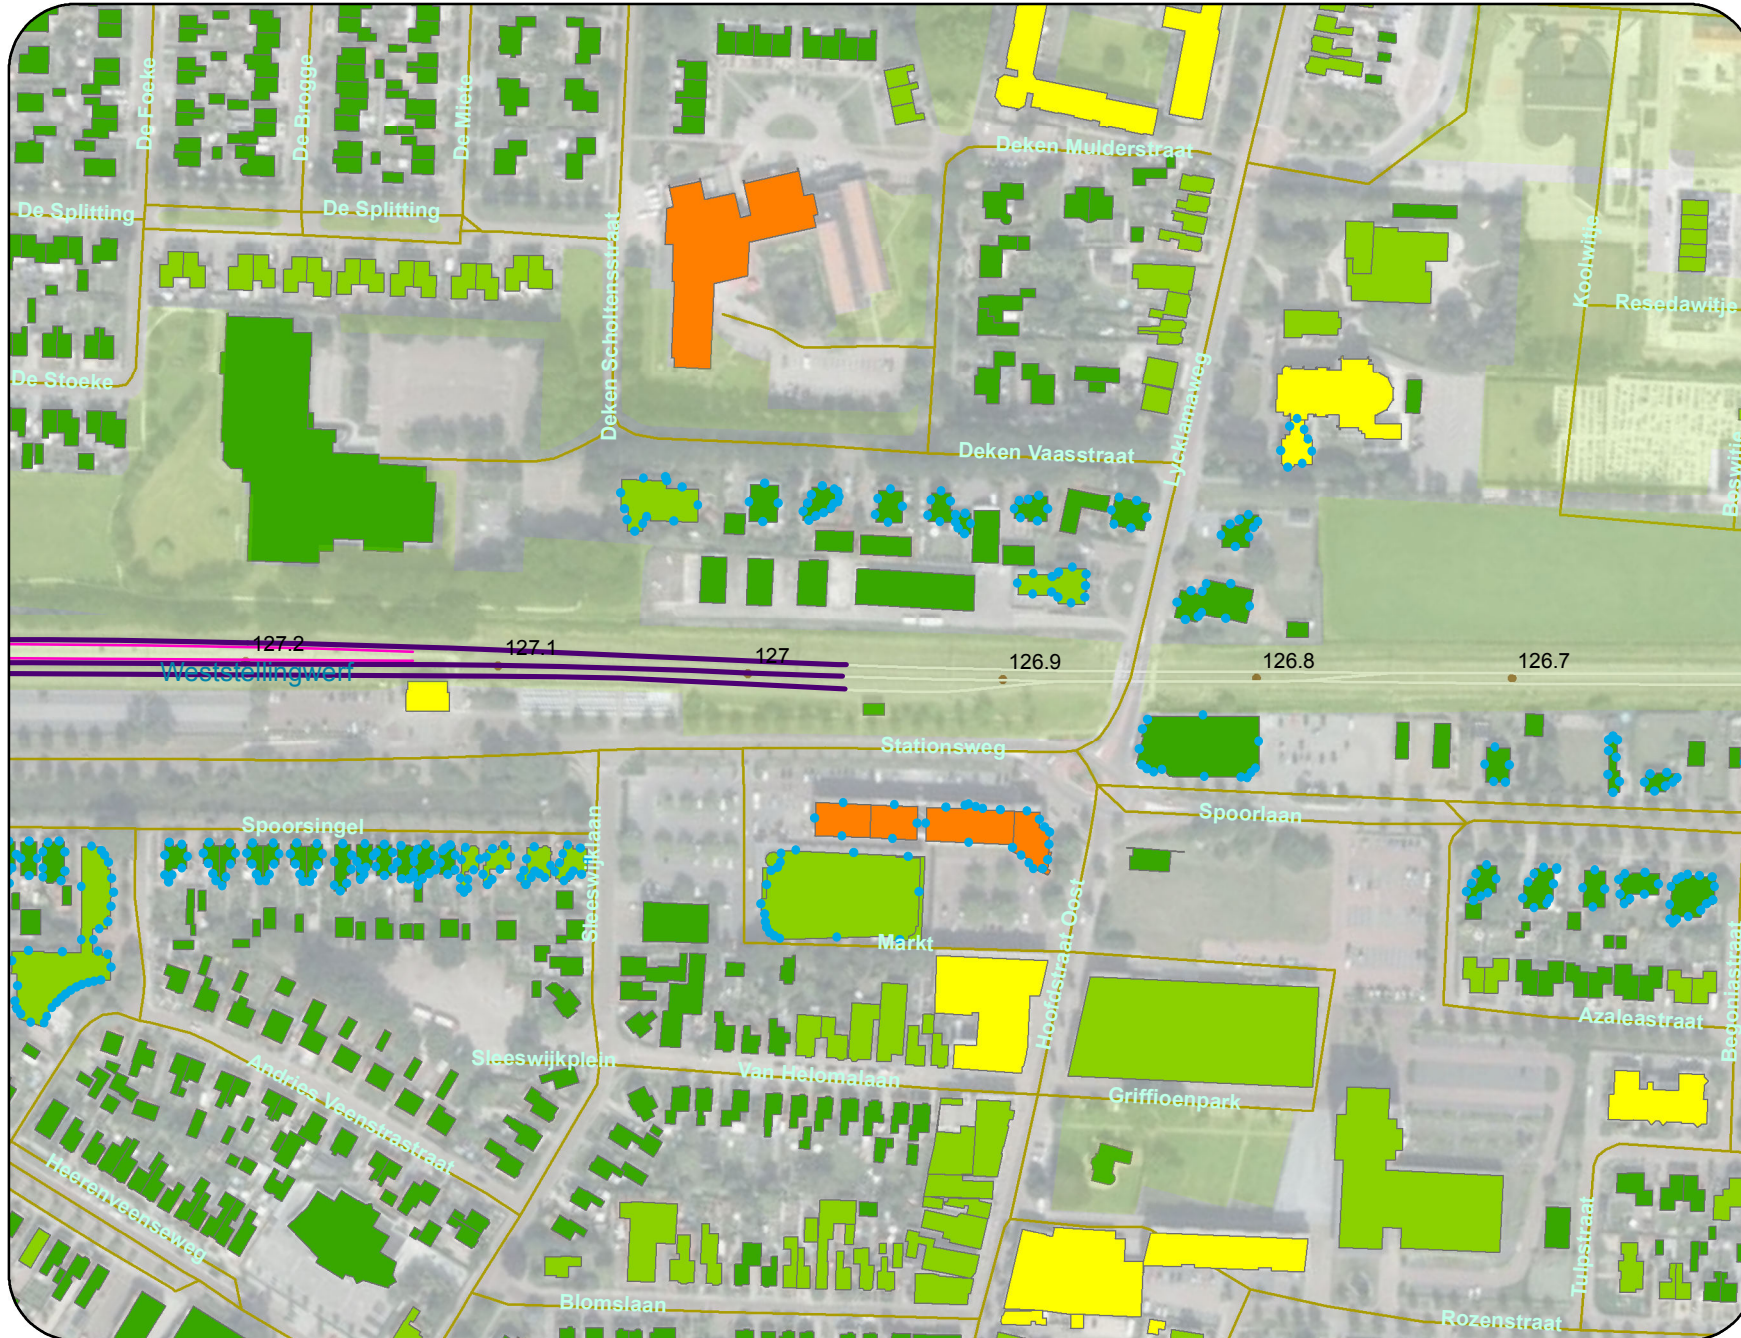 De Foeke
De Brogge
De Miete
Deken Mulderstraat
De Splitting
De Splitting
Deken Scholtensstraat
Koolwitje
Resedawitje
De Stoeke
Lycklamaweg
Deken Vaasstraat
127.2
127.1
127
126.9
126.8
126.7
Weststellingwerf
Stationsweg
Spoorsingel
Sleeswijklaan
Spoorlaan
Markt
Hoofdstraat Oost
Azaleastraat
Begoniastraat
Sleeswijkplein
Van Helomalaan
Griffioenpark
Andries Veenstrastraat
Heerenveenseweg
Tulpstraat
Blomslaan
Rozenstraat